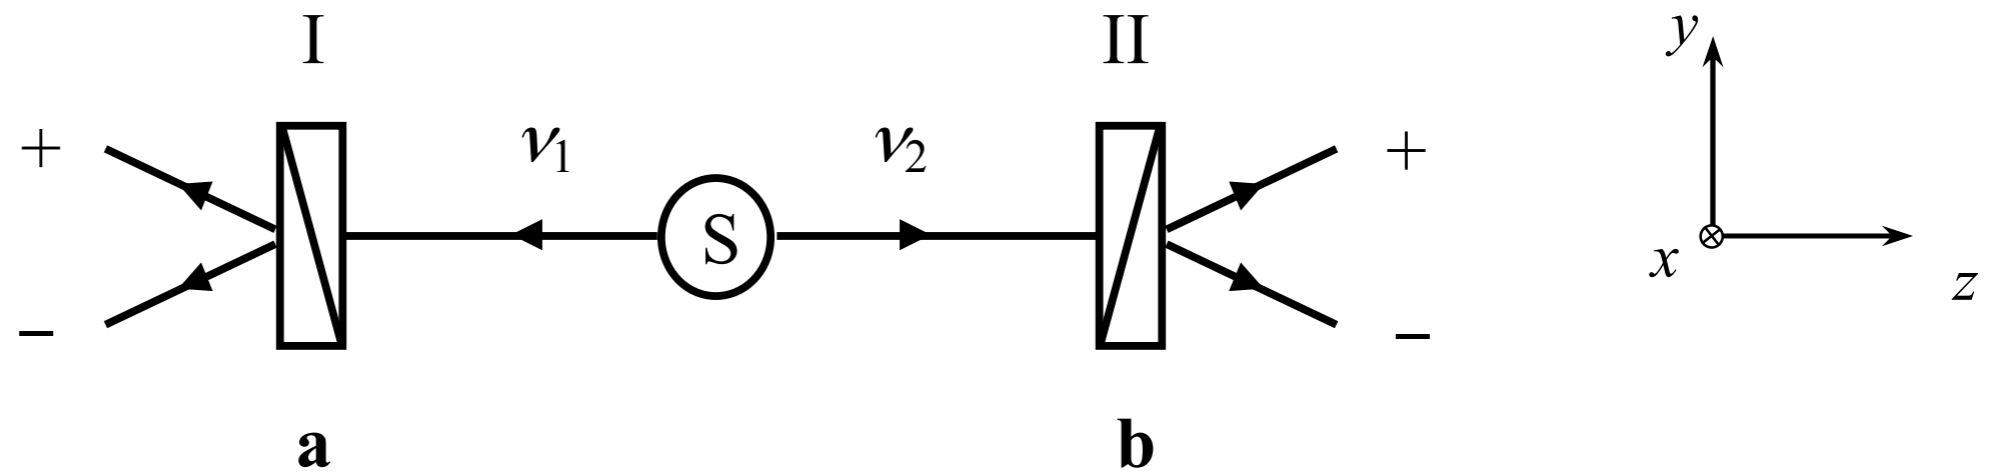 I II
y
+ ν₁ ν₂ +
S
x
z
– –
a b